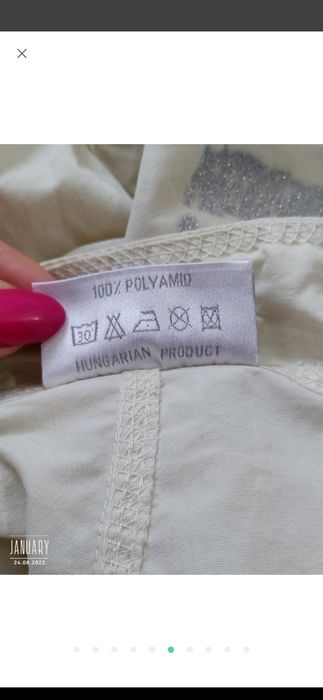 100% POLYAMID
30
HUNGARIAN PRODUCT
JANUARY
24.08.2022